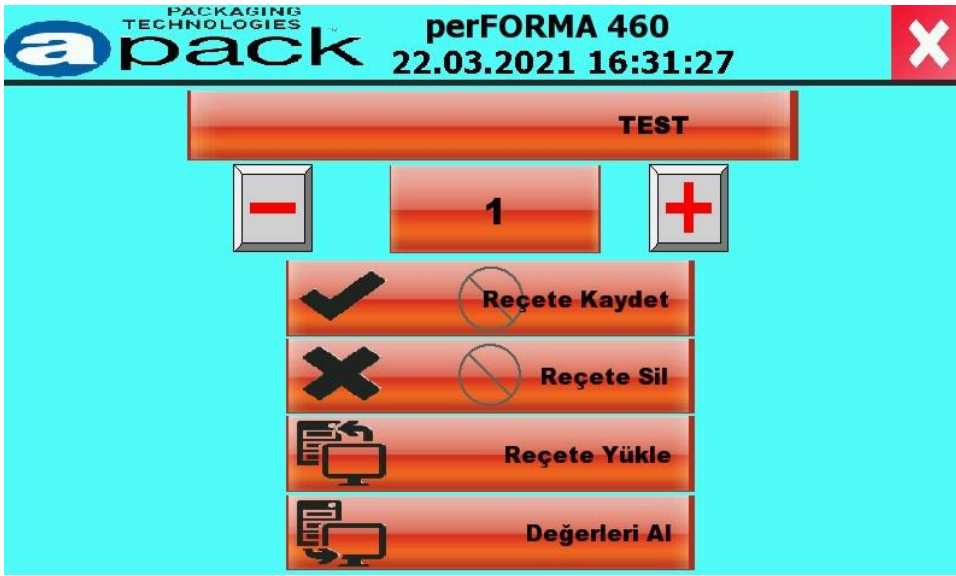 PACKAGING
TECHNOLOGIES
apack
perFORMA 460
22.03.2021 16:31:27
TEST
1
Reçete Kaydet
Reçete Sil
Reçete Yükle
Değerleri Al